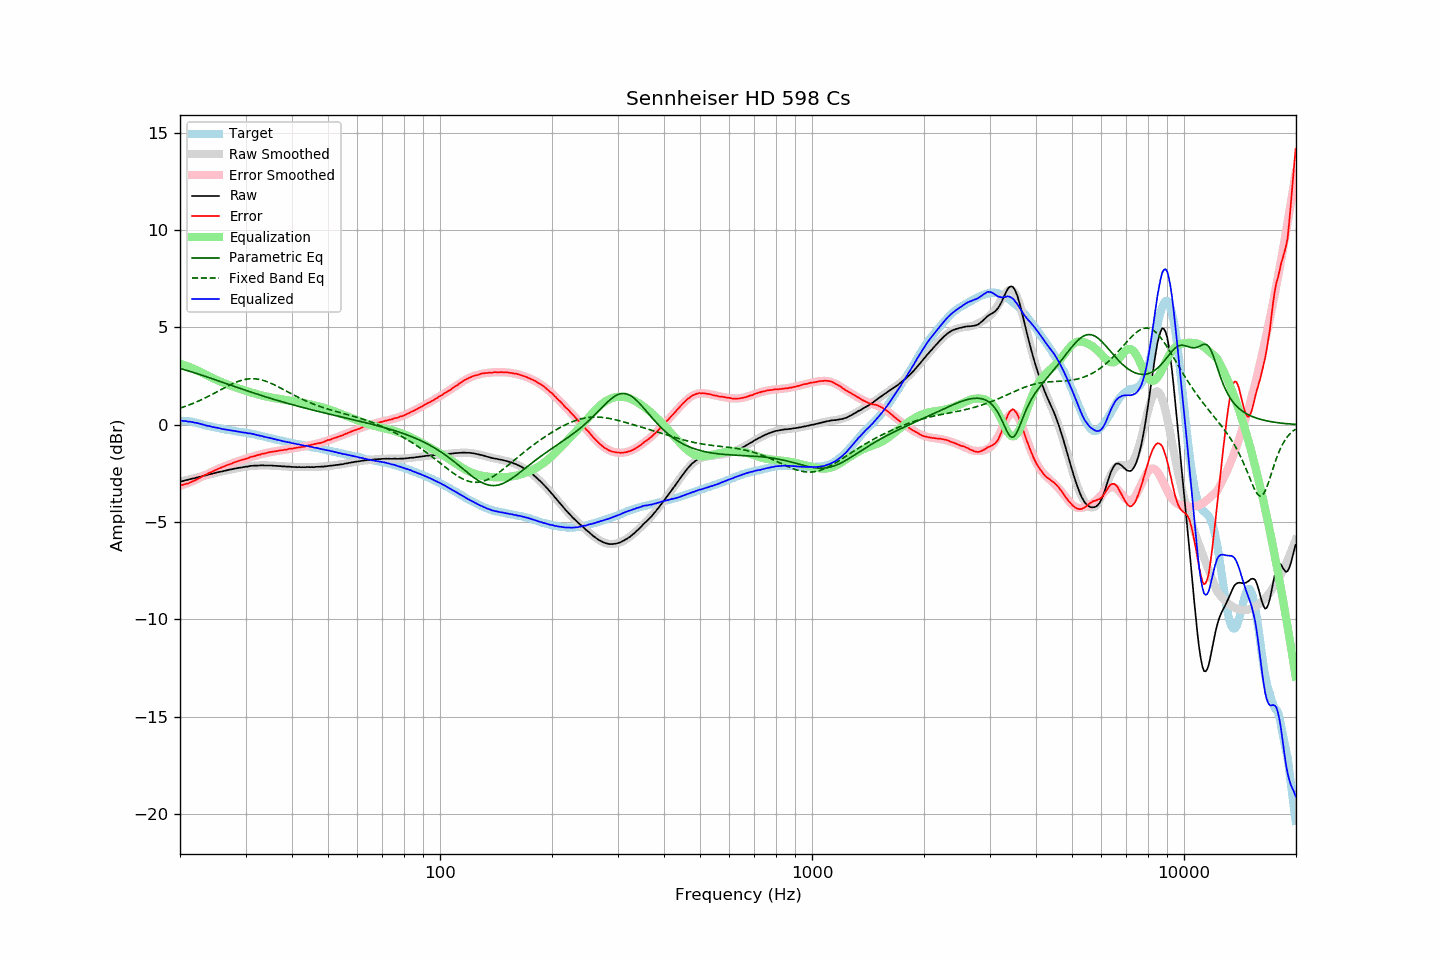 Sennheiser HD 598 Cs
Target
Raw Smoothed
Error Smoothed
Raw
Error
Equalization
Parametric Eq
Fixed Band Eq
Equalized
15
10
5
0
−5
−10
−15
−20
Amplitude (dBr)
100
1000
10000
Frequency (Hz)